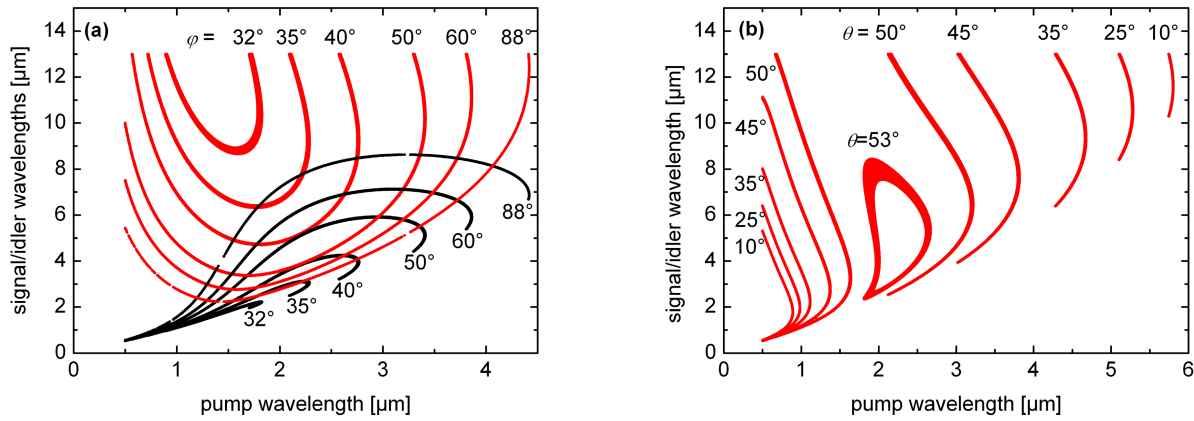 (a)
φ = 32° 35° 40° 50° 60° 88°
14
12
10
8
6
4
2
0
signal/idler wavelengths [µm]
88°
60°
50°
40°
35°
32°
0 1 2 3 4
pump wavelength [µm]
(b)
θ = 50° 45° 35° 25° 10°
14
12
10
8
6
4
2
0
signal/idler wavelength [µm]
50°
45°
35°
25°
10°
θ=53°
0 1 2 3 4 5 6
pump wavelength [µm]